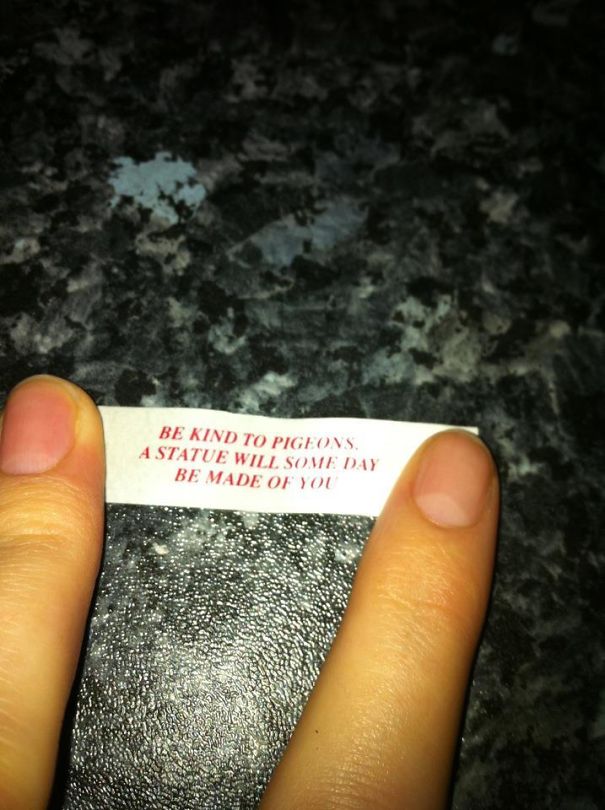 BE KIND TO PIGEONS.
A STATUE WILL SOME DAY
BE MADE OF YOU